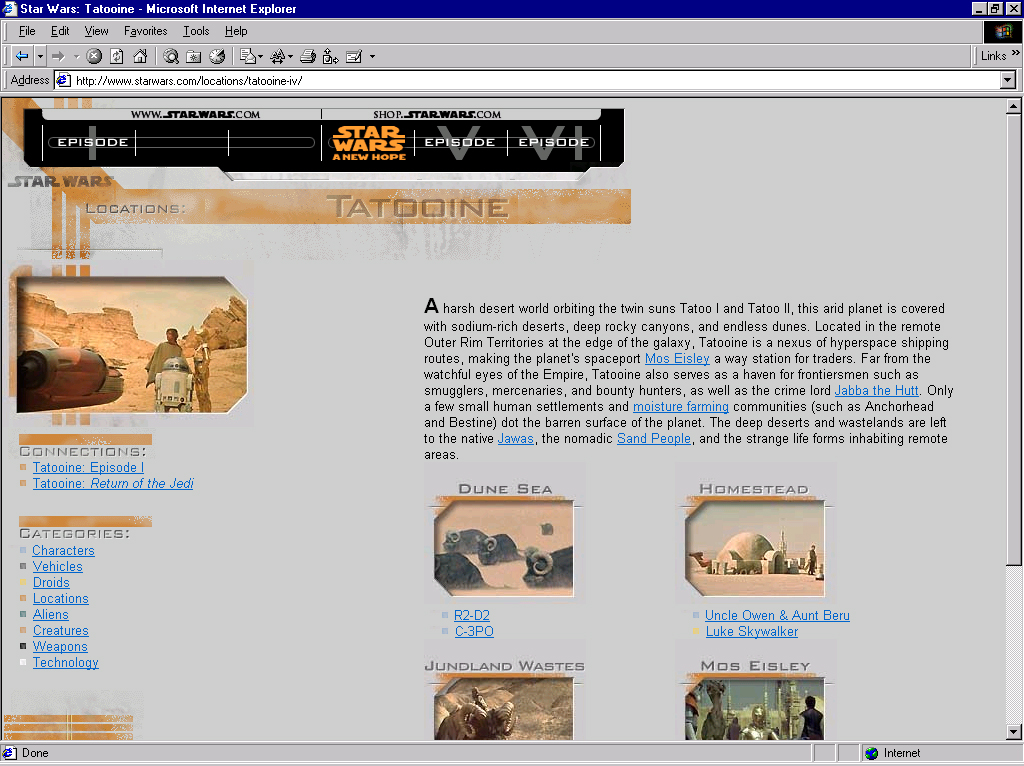 Star Wars: Tatooine - Microsoft Internet Explorer
File Edit View Favorites Tools Help
Links »
Address http://www.starwars.com/locations/tatooine-iv/
WWW.STARWARS.COM SHOP.STARWARS.COM
I EPISODE
STAR WARS
A NEW HOPE
V EPISODE
VI EPISODE
STAR WARS
LOCATIONS: TATOOINE
A harsh desert world orbiting the twin suns Tatoo I and Tatoo II, this arid planet is covered
with sodium-rich deserts, deep rocky canyons, and endless dunes. Located in the remote
Outer Rim Territories at the edge of the galaxy, Tatooine is a nexus of hyperspace shipping
routes, making the planet's spaceport Mos Eisley a way station for traders. Far from the
watchful eyes of the Empire, Tatooine also serves as a haven for frontiersmen such as
smugglers, mercenaries, and bounty hunters, as well as the crime lord Jabba the Hutt. Only
a few small human settlements and moisture farming communities (such as Anchorhead
and Bestine) dot the barren surface of the planet. The deep deserts and wastelands are left
to the native Jawas, the nomadic Sand People, and the strange life forms inhabiting remote
areas.
CONNECTIONS:
Tatooine: Episode I
Tatooine: Return of the Jedi
CATEGORIES:
Characters
Vehicles
Droids
Locations
Aliens
Creatures
Weapons
Technology
DUNE SEA
R2-D2
C-3PO
HOMESTEAD
Uncle Owen & Aunt Beru
Luke Skywalker
JUNDLAND WASTES
MOS EISLEY
Done
Internet